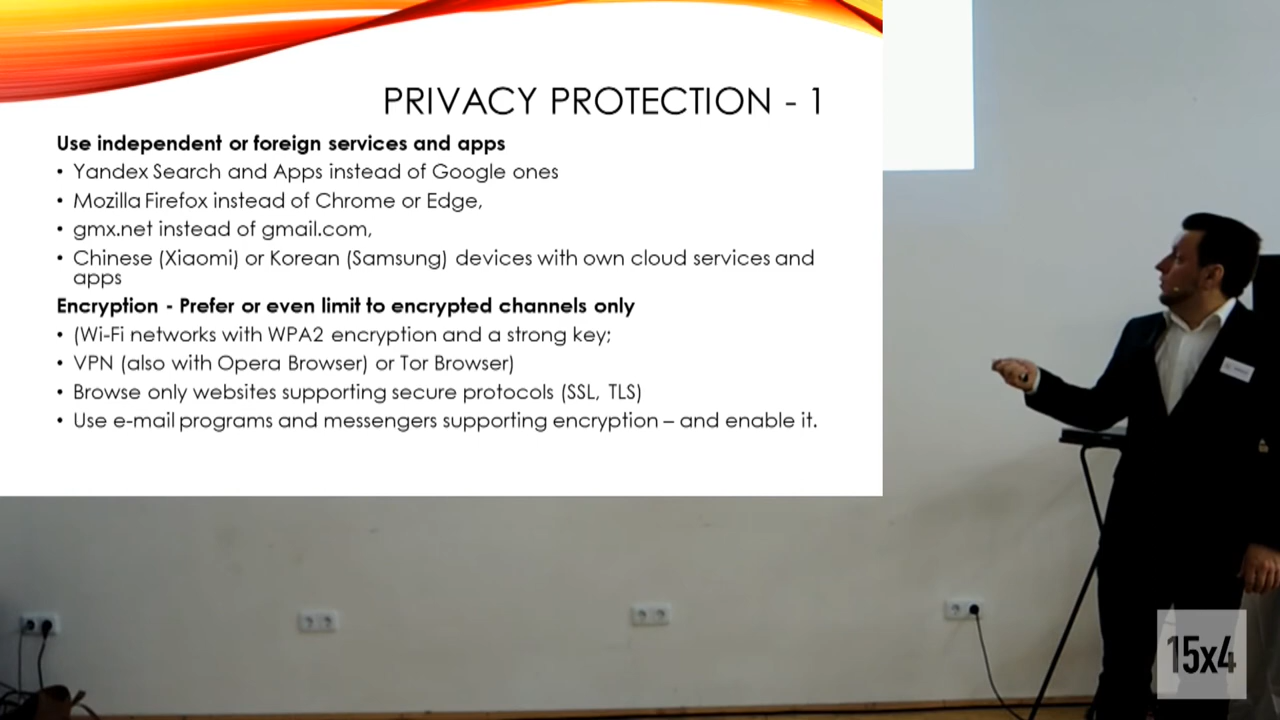 PRIVACY PROTECTION - 1
Use independent or foreign services and apps
• Yandex Search and Apps instead of Google ones
• Mozilla Firefox instead of Chrome or Edge,
• gmx.net instead of gmail.com,
• Chinese (Xiaomi) or Korean (Samsung) devices with own cloud services and
apps
Encryption - Prefer or even limit to encrypted channels only
• (Wi-Fi networks with WPA2 encryption and a strong key;
• VPN (also with Opera Browser) or Tor Browser)
• Browse only websites supporting secure protocols (SSL, TLS)
• Use e-mail programs and messengers supporting encryption – and enable it.
15x4